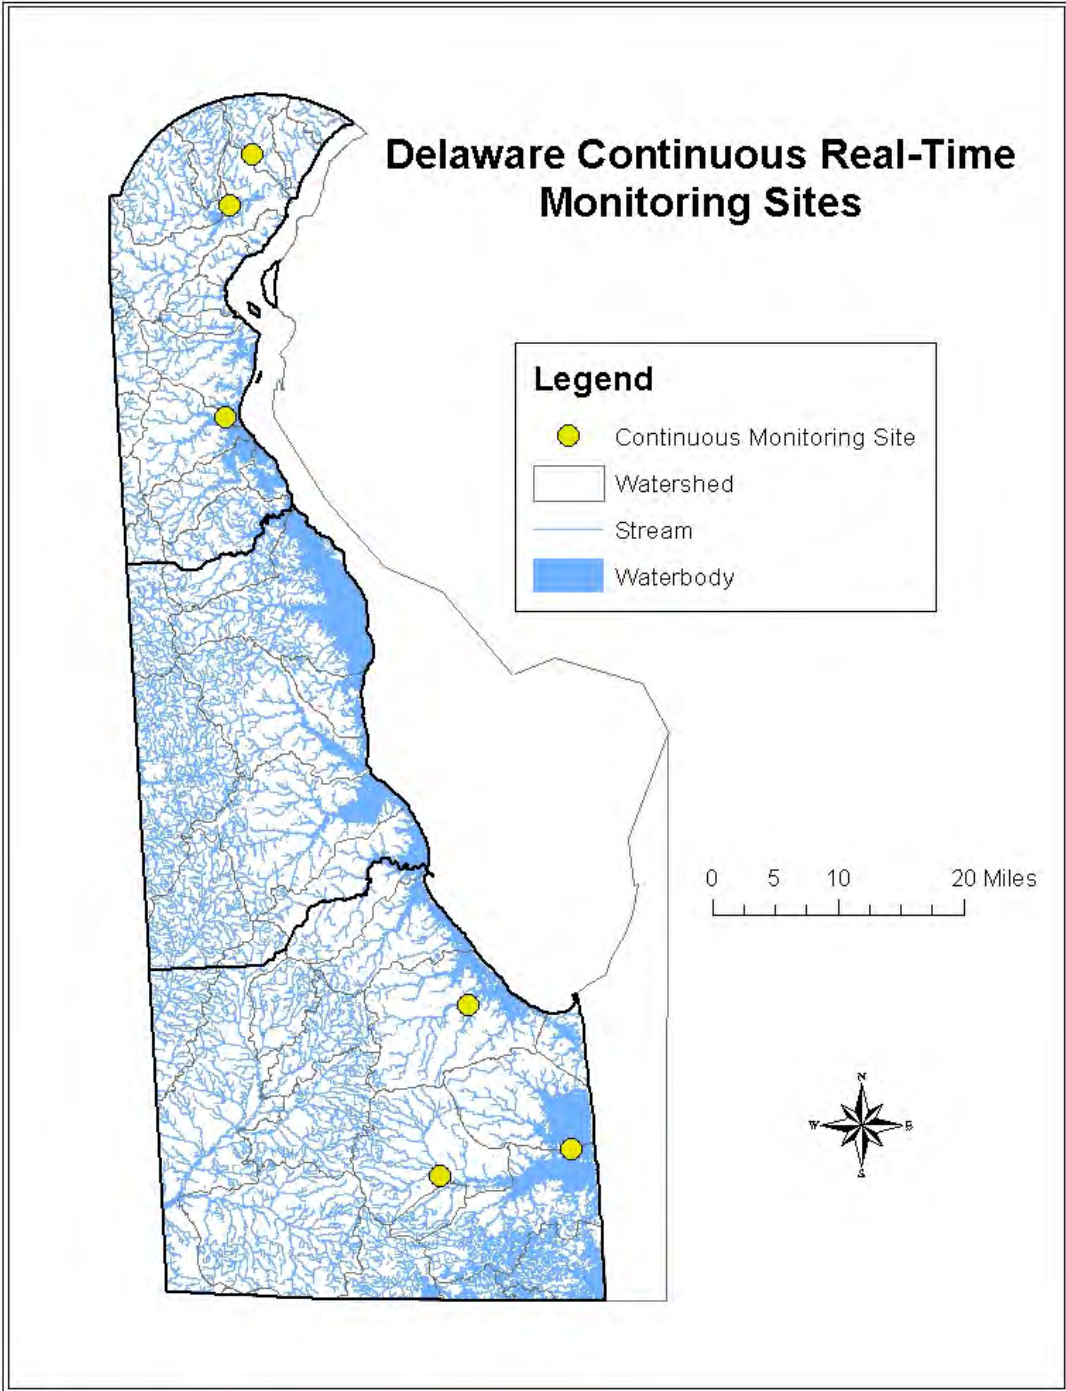 Delaware Continuous Real-Time
Monitoring Sites
Legend
Continuous Monitoring Site
Watershed
Stream
Waterbody
0 5 10 20 Miles
N
W E
S